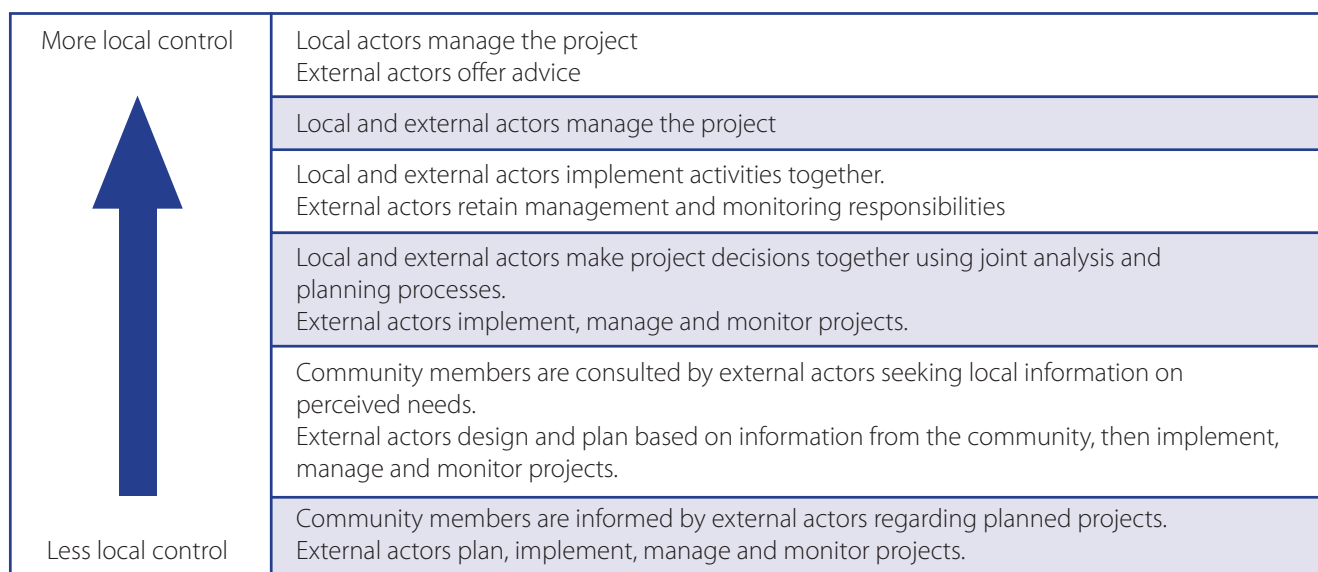 More local control
Local actors manage the project
External actors offer advice
Local and external actors manage the project
Local and external actors implement activities together.
External actors retain management and monitoring responsibilities
Local and external actors make project decisions together using joint analysis and
planning processes.
External actors implement, manage and monitor projects.
Community members are consulted by external actors seeking local information on
perceived needs.
External actors design and plan based on information from the community, then implement,
manage and monitor projects.
Less local control
Community members are informed by external actors regarding planned projects.
External actors plan, implement, manage and monitor projects.